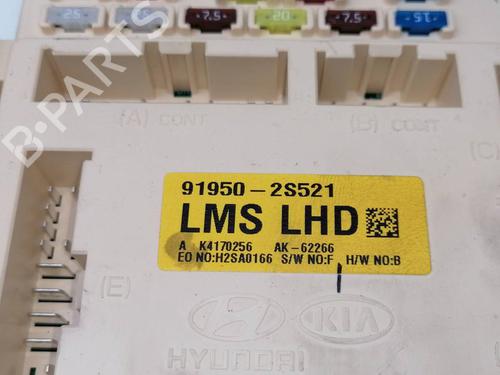 25
7.5
20
7.5
15
(A) CONT
(B) CONT
(C)
91950-2S521
LMS LHD
A K4170256 AK-62266
EO NO:H2SA0166 S/W NO:F H/W NO:B
(E)
KIA
HYUNDAI
B-PARTS